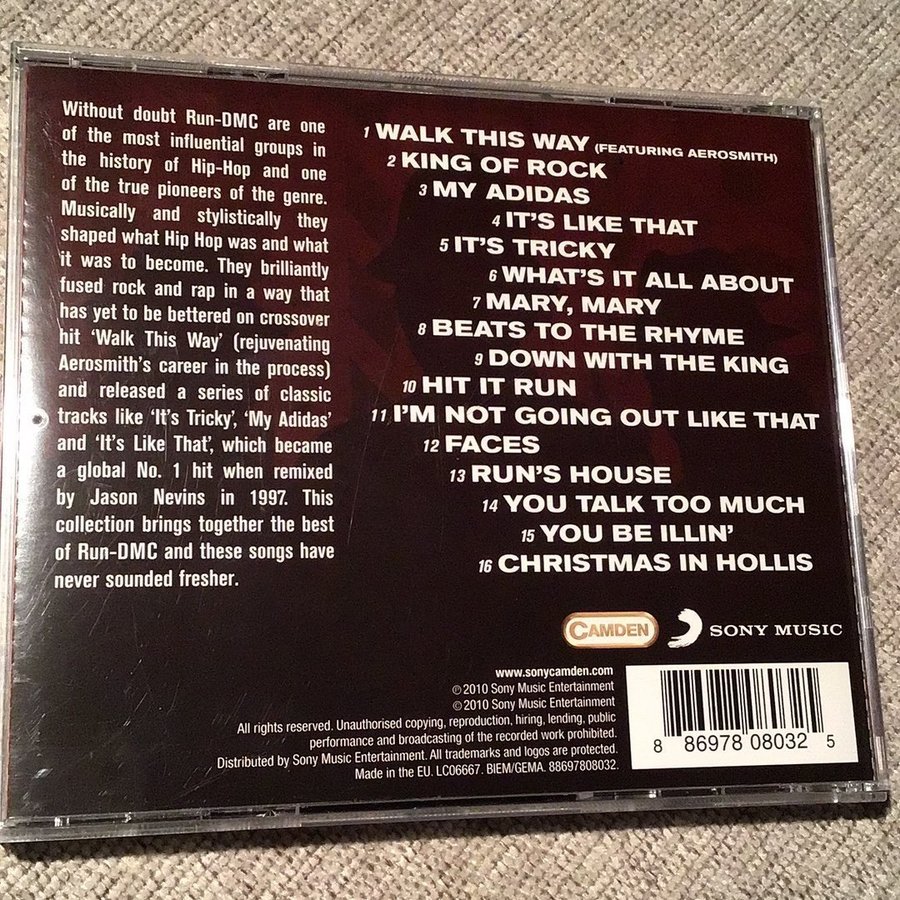 Without doubt Run-DMC are one
of the most influential groups in
the history of Hip-Hop and one
of the true pioneers of the genre.
Musically and stylistically they
shaped what Hip Hop was and what
it was to become. They brilliantly
fused rock and rap in a way that
has yet to be bettered on crossover
hit ‘Walk This Way’ (rejuvenating
Aerosmith’s career in the process)
and released a series of classic
tracks like ‘It’s Tricky’, ‘My Adidas’
and ‘It’s Like That’, which became
a global No. 1 hit when remixed
by Jason Nevins in 1997. This
collection brings together the best
of Run-DMC and these songs have
never sounded fresher.
1 WALK THIS WAY (FEATURING AEROSMITH)
2 KING OF ROCK
3 MY ADIDAS
4 IT’S LIKE THAT
5 IT’S TRICKY
6 WHAT’S IT ALL ABOUT
7 MARY, MARY
8 BEATS TO THE RHYME
9 DOWN WITH THE KING
10 HIT IT RUN
11 I’M NOT GOING OUT LIKE THAT
12 FACES
13 RUN’S HOUSE
14 YOU TALK TOO MUCH
15 YOU BE ILLIN’
16 CHRISTMAS IN HOLLIS
CAMDEN SONY MUSIC
www.sonycamden.com
℗ 2010 Sony Music Entertainment
© 2010 Sony Music Entertainment
All rights reserved. Unauthorised copying, reproduction, hiring, lending, public
performance and broadcasting of the recorded work prohibited.
Distributed by Sony Music Entertainment. All trademarks and logos are protected.
Made in the EU. LC06667. BIEM/GEMA. 88697808032.
8 86978 08032 5